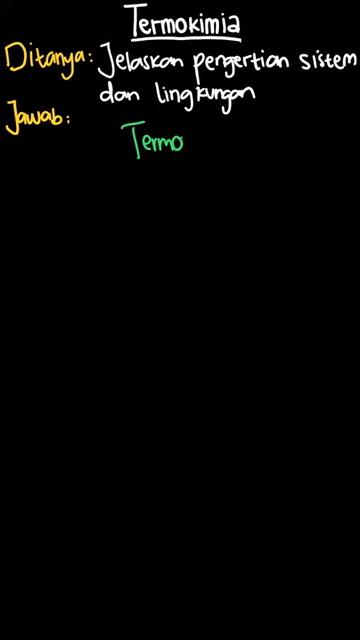 Termokimia
Ditanya: Jelaskan pengertian sistem
dan lingkungan
Jawab:
Termo